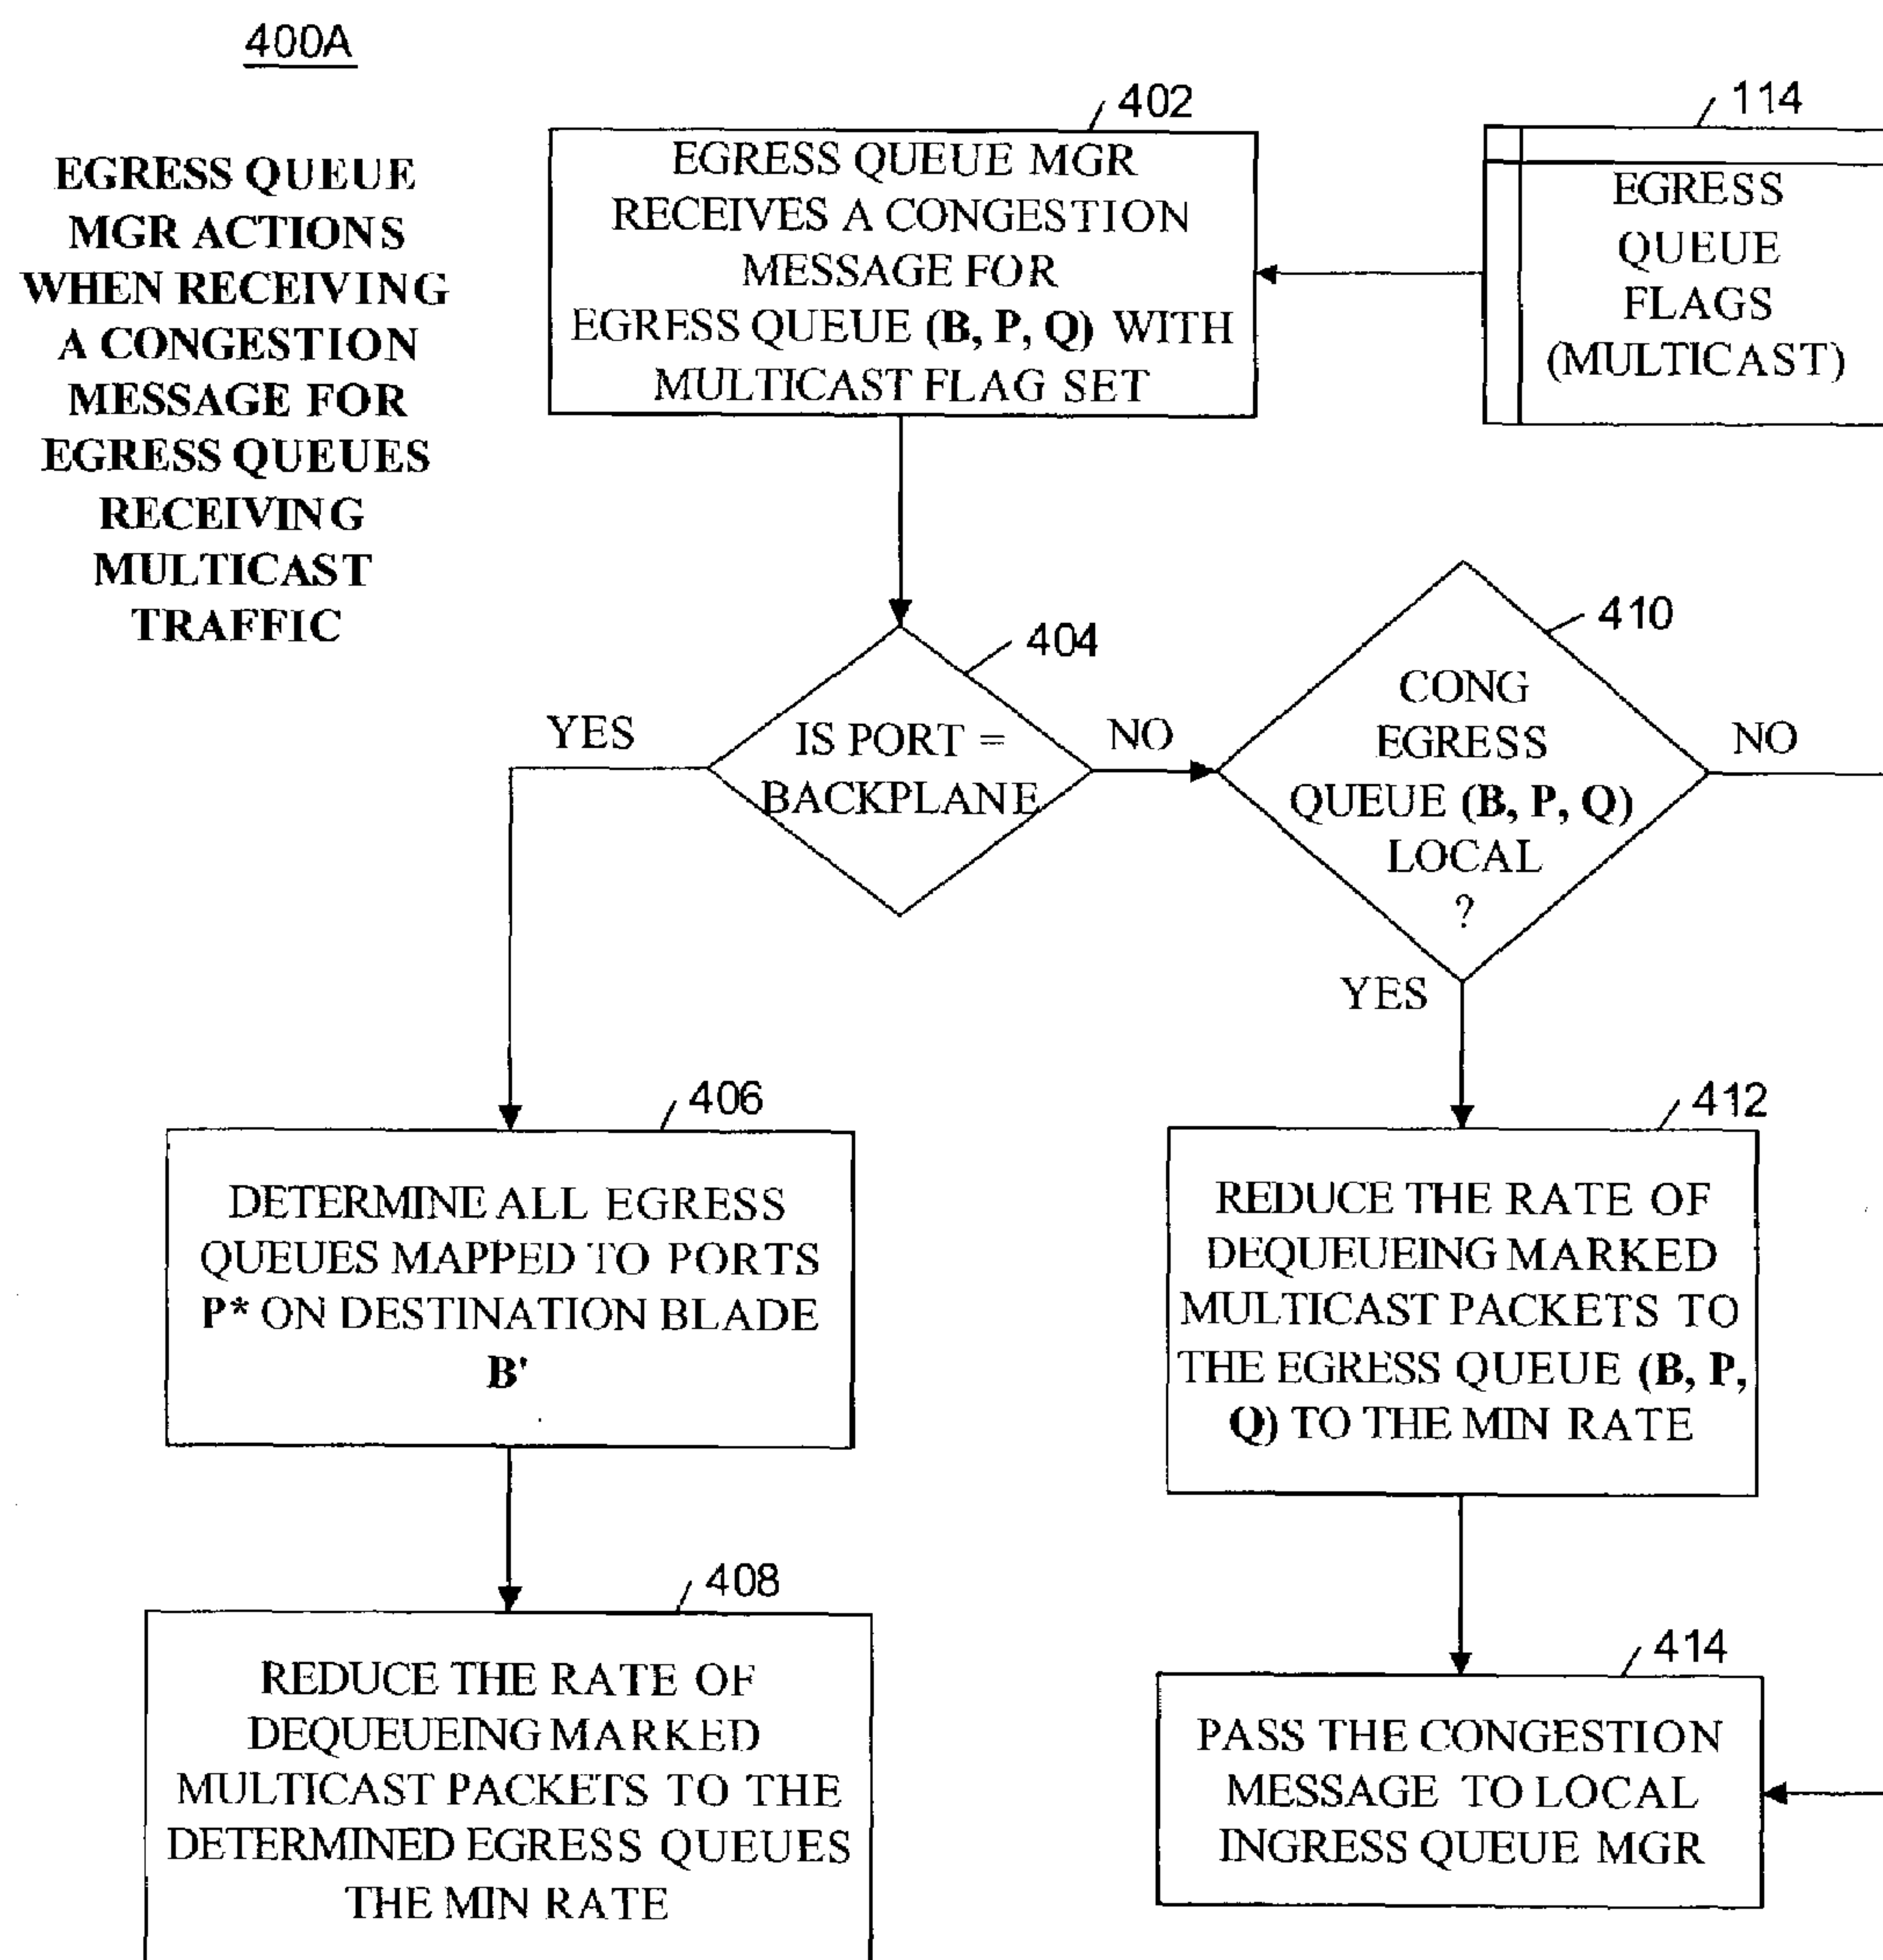 400A
EGRESS QUEUE
MGR ACTIONS
WHEN RECEIVING
A CONGESTION
MESSAGE FOR
EGRESS QUEUES
RECEIVING
MULTICAST
TRAFFIC
402
EGRESS QUEUE MGR
RECEIVES A CONGESTION
MESSAGE FOR
EGRESS QUEUE (B, P, Q) WITH
MULTICAST FLAG SET
114
EGRESS
QUEUE
FLAGS
(MULTICAST)
404
YES
IS PORT =
BACKPLANE
NO
410
CONG
EGRESS
QUEUE (B, P, Q)
LOCAL
?
NO
YES
406
DETERMINE ALL EGRESS
QUEUES MAPPED TO PORTS
P* ON DESTINATION BLADE
B'
412
REDUCE THE RATE OF
DEQUEUEING MARKED
MULTICAST PACKETS TO
THE EGRESS QUEUE (B, P,
Q) TO THE MIN RATE
408
REDUCE THE RATE OF
DEQUEUEING MARKED
MULTICAST PACKETS TO THE
DETERMINED EGRESS QUEUES
THE MIN RATE
414
PASS THE CONGESTION
MESSAGE TO LOCAL
INGRESS QUEUE MGR